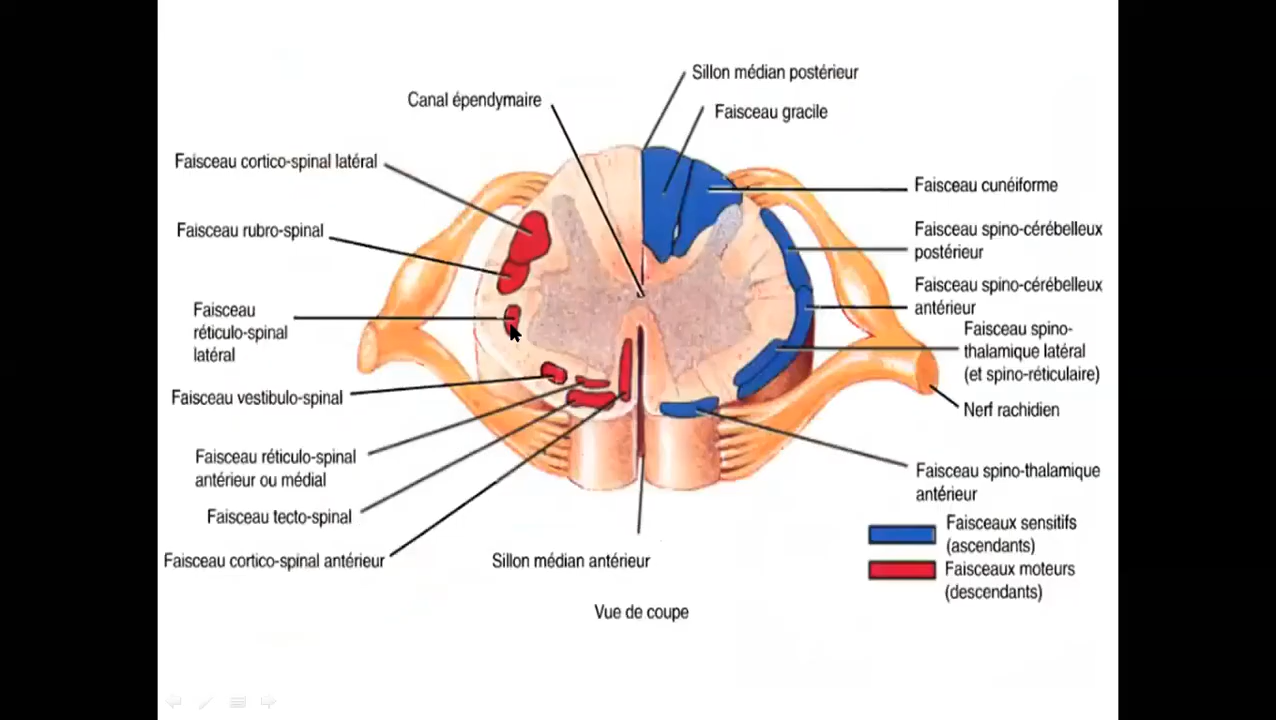 Sillon médian postérieur
Canal épendymaire
Faisceau gracile
Faisceau cortico-spinal latéral
Faisceau cunéiforme
Faisceau rubro-spinal
Faisceau spino-cérébelleux
postérieur
Faisceau spino-cérébelleux
antérieur
Faisceau
réticulo-spinal
latéral
Faisceau spino-
thalamique latéral
(et spino-réticulaire)
Faisceau vestibulo-spinal
Nerf rachidien
Faisceau réticulo-spinal
antérieur ou médial
Faisceau spino-thalamique
antérieur
Faisceau tecto-spinal
Faisceau cortico-spinal antérieur
Sillon médian antérieur
Faisceaux sensitifs
(ascendants)
Faisceaux moteurs
(descendants)
Vue de coupe